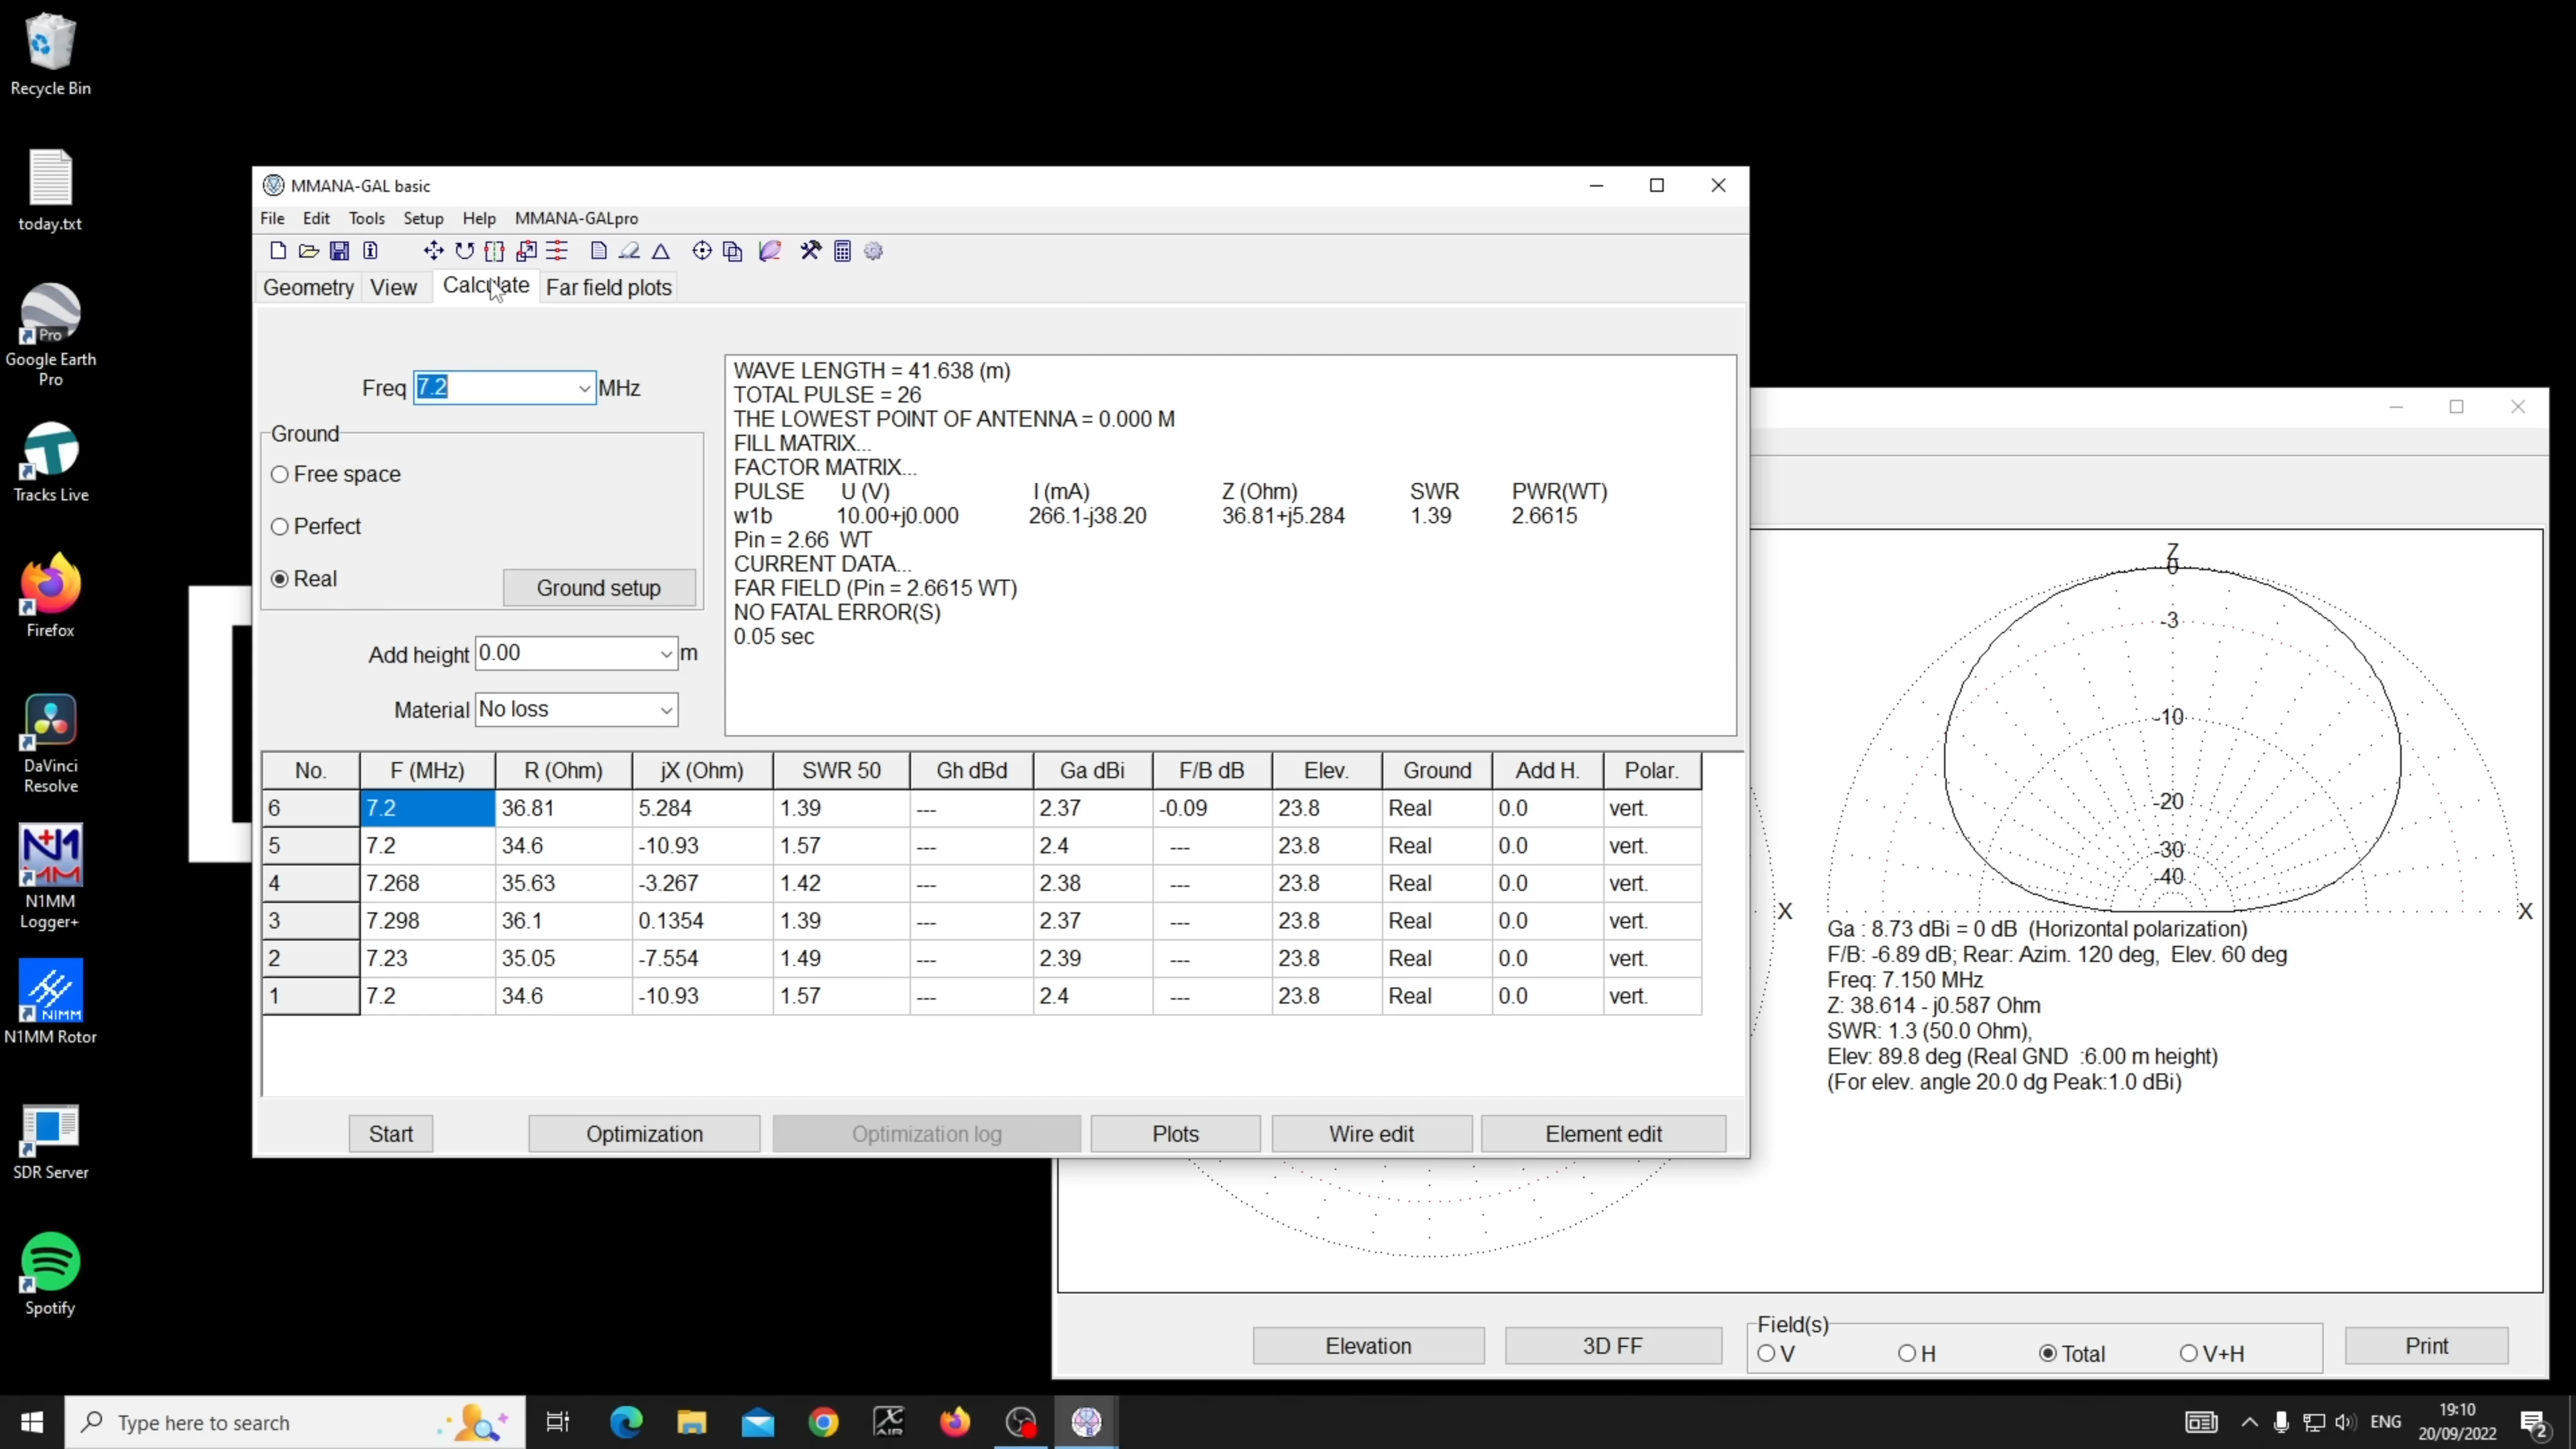 Recycle Bin
today.txt
Pro
Google Earth
Pro
Tracks Live
Firefox
DaVinci
Resolve
N1MM
Logger+
NIMM
N1MM Rotor
SDR Server
Spotify
MMANA-GAL basic
File Edit Tools Setup Help MMANA-GALpro
Geometry View Calculate Far field plots
Freq 7.2 MHz
Ground
Free space
Perfect
Real Ground setup
Add height 0.00 m
Material No loss
WAVE LENGTH = 41.638 (m)
TOTAL PULSE = 26
THE LOWEST POINT OF ANTENNA = 0.000 M
FILL MATRIX...
FACTOR MATRIX...
PULSE U (V) I (mA) Z (Ohm) SWR PWR(WT)
w1b 10.00+j0.000 266.1-j38.20 36.81+j5.284 1.39 2.6615
Pin = 2.66 WT
CURRENT DATA...
FAR FIELD (Pin = 2.6615 WT)
NO FATAL ERROR(S)
0.05 sec
No. F (MHz) R (Ohm) jX (Ohm) SWR 50 Gh dBd Ga dBi F/B dB Elev. Ground Add H. Polar.
6 7.2 36.81 5.284 1.39 --- 2.37 -0.09 23.8 Real 0.0 vert.
5 7.2 34.6 -10.93 1.57 --- 2.4 --- 23.8 Real 0.0 vert.
4 7.268 35.63 -3.267 1.42 --- 2.38 --- 23.8 Real 0.0 vert.
3 7.298 36.1 0.1354 1.39 --- 2.37 --- 23.8 Real 0.0 vert.
2 7.23 35.05 -7.554 1.49 --- 2.39 --- 23.8 Real 0.0 vert.
1 7.2 34.6 -10.93 1.57 --- 2.4 --- 23.8 Real 0.0 vert.
Start Optimization Optimization log Plots Wire edit Element edit
Z
0
-3
-10
-20
-30
-40
X X
Ga : 8.73 dBi = 0 dB (Horizontal polarization)
F/B: -6.89 dB; Rear: Azim. 120 deg, Elev. 60 deg
Freq: 7.150 MHz
Z: 38.614 - j0.587 Ohm
SWR: 1.3 (50.0 Ohm),
Elev: 89.8 deg (Real GND :6.00 m height)
(For elev. angle 20.0 dg Peak:1.0 dBi)
Elevation 3D FF
Field(s)
V H Total V+H
Print
Type here to search
X AIR
ENG
19:10
20/09/2022
2